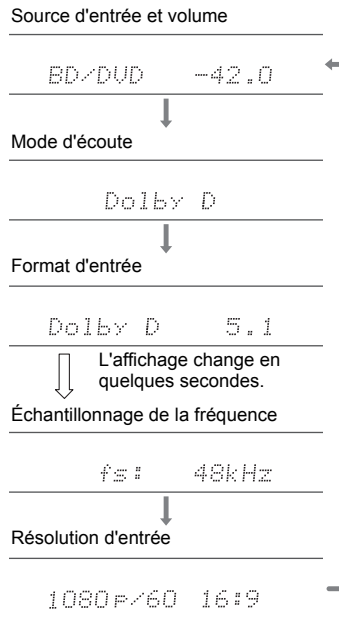 Source d'entrée et volume
BD/DVD -42.0
Mode d'écoute
Dolby D
Format d'entrée
Dolby D 5.1
L'affichage change en
quelques secondes.
Échantillonnage de la fréquence
fs: 48kHz
Résolution d'entrée
1080p/60 16:9